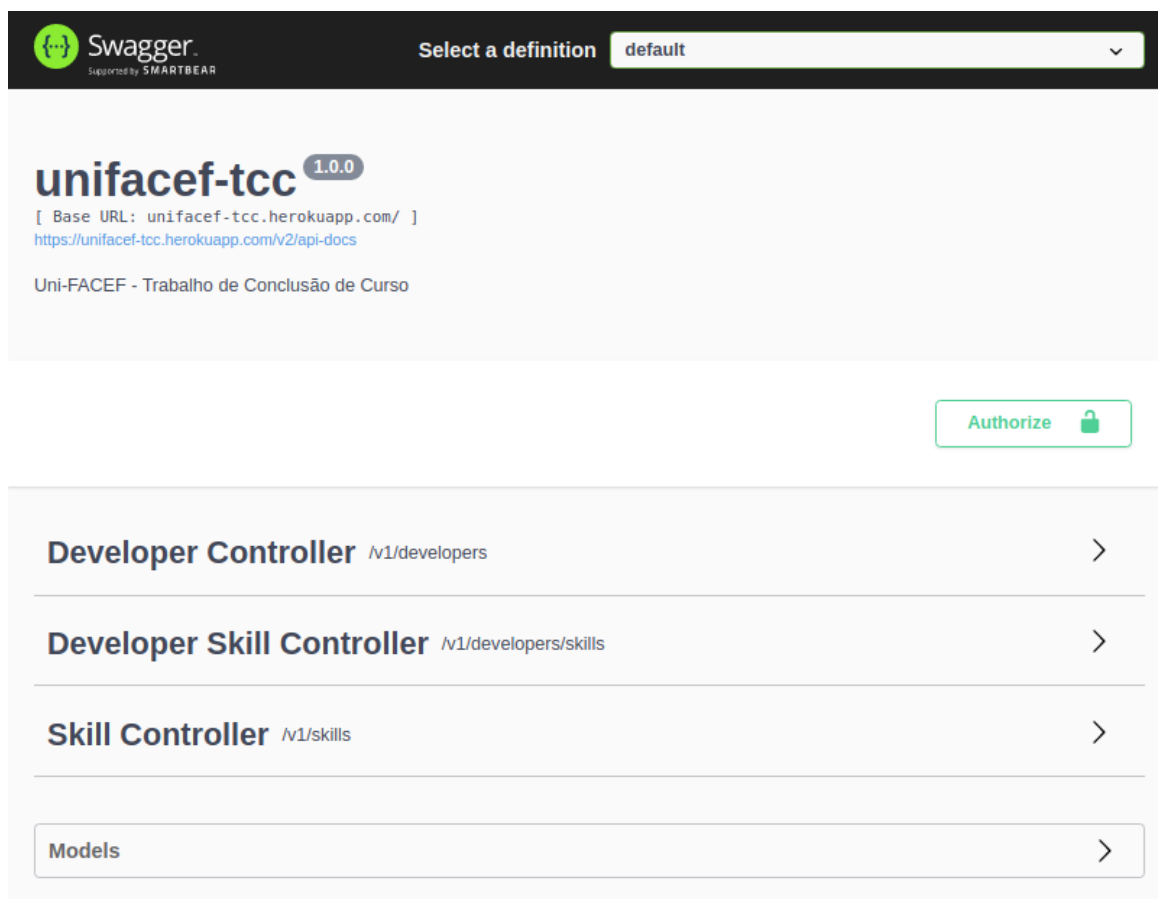 Swagger.
Supported by SMARTBEAR
Select a definition
default
unifacef-tcc 1.0.0
[ Base URL: unifacef-tcc.herokuapp.com/ ]
https://unifacef-tcc.herokuapp.com/v2/api-docs
Uni-FACEF - Trabalho de Conclusão de Curso
Authorize
Developer Controller /v1/developers
Developer Skill Controller /v1/developers/skills
Skill Controller /v1/skills
Models